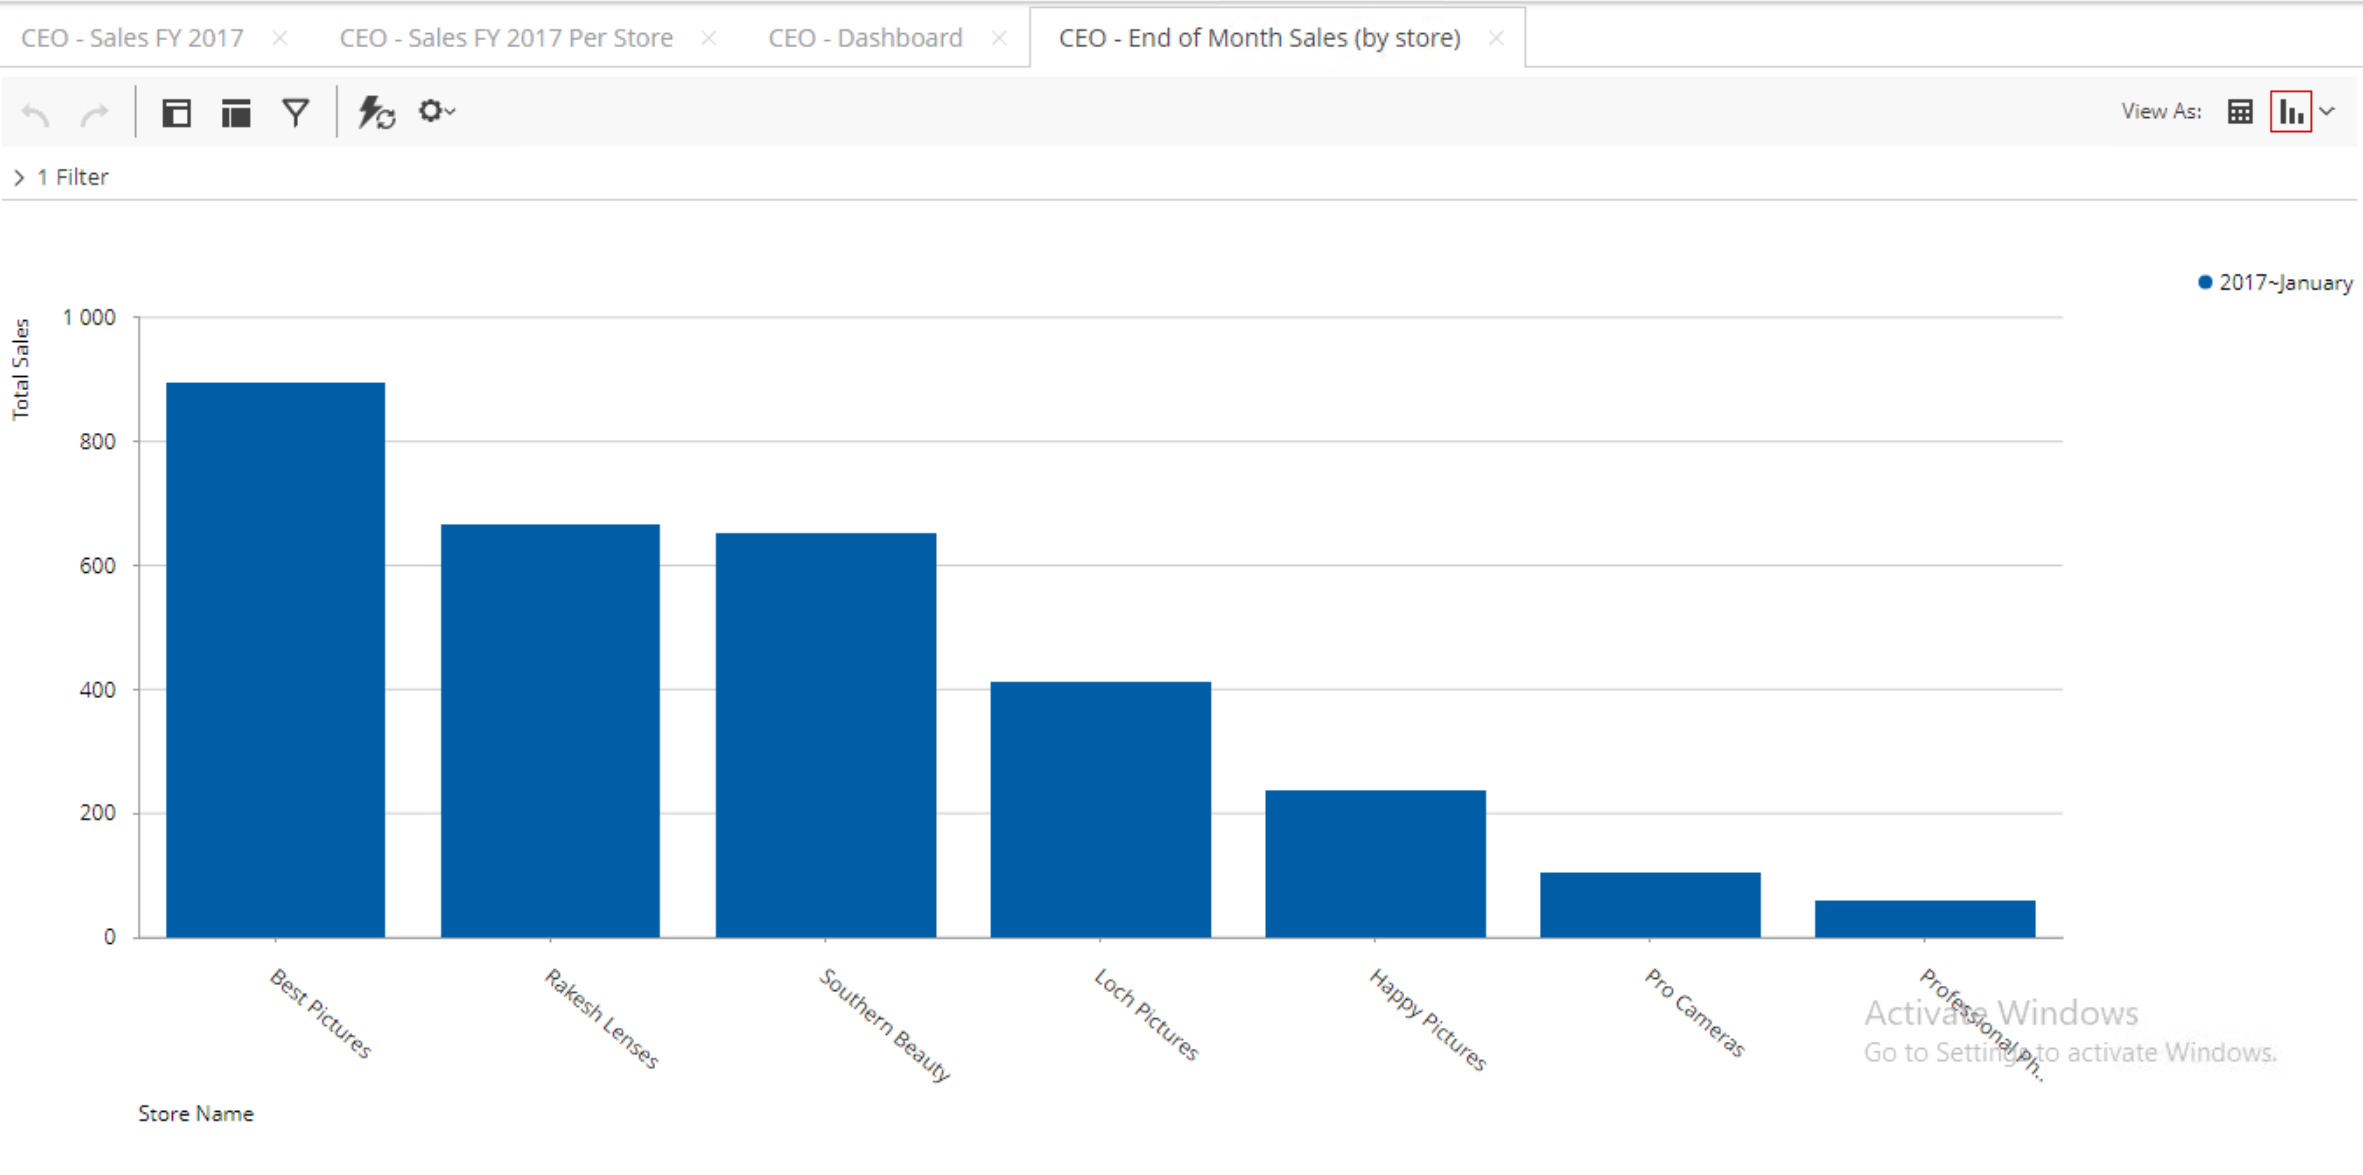 CEO - Sales FY 2017
CEO - Sales FY 2017 Per Store
CEO - Dashboard
CEO - End of Month Sales (by store)
View As:
1 Filter
2017~January
Total Sales
1 000
800
600
400
200
0
Best Pictures
Rakesh Lenses
Southern Beauty
Loch Pictures
Happy Pictures
Pro Cameras
Professional Ph..
Activate Windows
Go to Settings to activate Windows.
Store Name